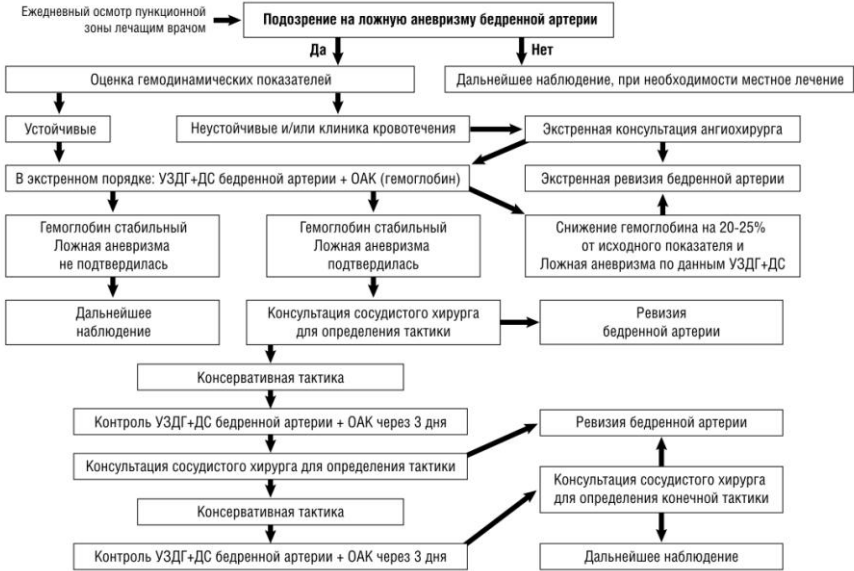 Ежедневный осмотр пункционной
зоны лечащим врачом
Подозрение на ложную аневризму бедренной артерии
Да
Нет
Оценка гемодинамических показателей
Дальнейшее наблюдение, при необходимости местное лечение
Устойчивые
Неустойчивые и/или клиника кровотечения
Экстренная консультация ангиохирурга
В экстренном порядке: УЗДГ+ДС бедренной артерии + ОАК (гемоглобин)
Экстренная ревизия бедренной артерии
Гемоглобин стабильный
Ложная аневризма
не подтвердилась
Гемоглобин стабильный
Ложная аневризма
подтвердилась
Снижение гемоглобина на 20-25%
от исходного показателя и
Ложная аневризма по данным УЗДГ+ДС
Дальнейшее
наблюдение
Консультация сосудистого хирурга
для определения тактики
Ревизия
бедренной артерии
Консервативная тактика
Контроль УЗДГ+ДС бедренной артерии + ОАК через 3 дня
Ревизия бедренной артерии
Консультация сосудистого хирурга для определения тактики
Консультация сосудистого хирурга
для определения конечной тактики
Консервативная тактика
Контроль УЗДГ+ДС бедренной артерии + ОАК через 3 дня
Дальнейшее наблюдение